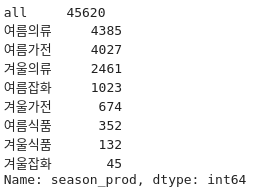 all 45620
여름의류 4385
여름가전 4027
겨울의류 2461
여름잡화 1023
겨울가전 674
여름식품 352
겨울식품 132
겨울잡화 45
Name: season_prod, dtype: int64